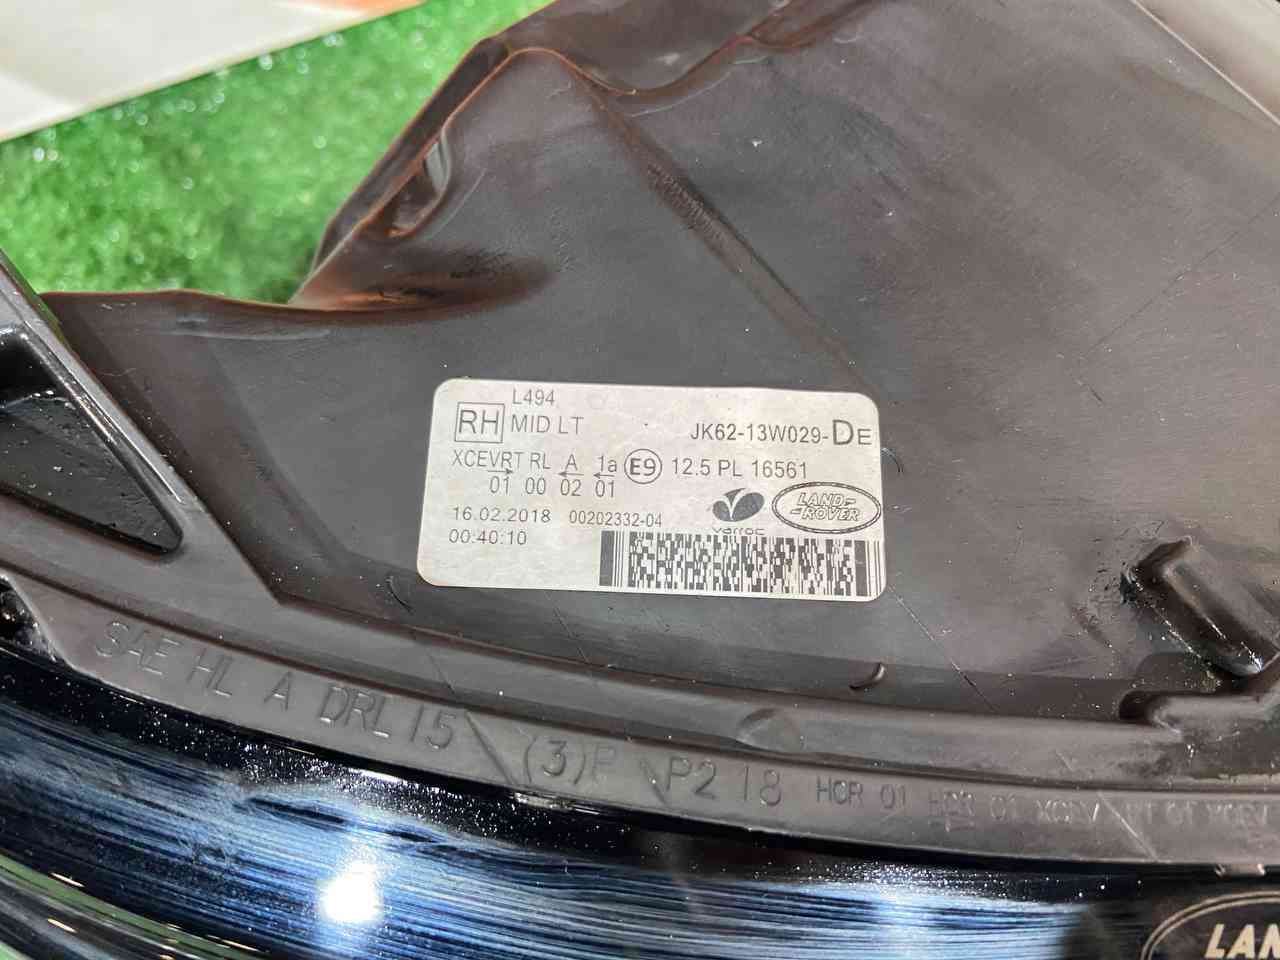 L494
RH MID LT JK62-13W029-DE
XCEVRT RL A 1a E9 12.5 PL 16561
01 00 02 01
LAND-
-ROVER
16.02.2018 00202332-04
varroc
00:40:10
SAE HL A DRL 15 (3)P P2 18 HCR 01
LAN